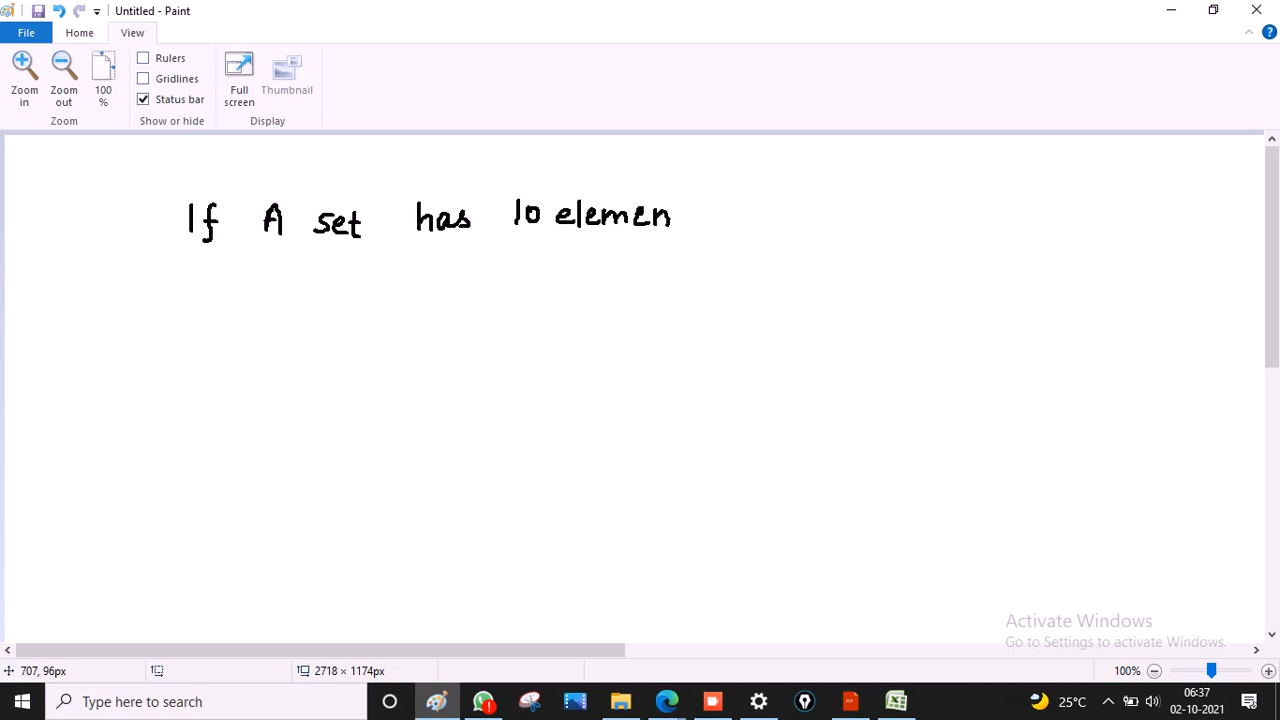 Untitled - Paint
File Home View
Zoom in
Zoom out
100 %
Rulers
Gridlines
Status bar
Full screen
Thumbnail
Zoom Show or hide Display
If A set has 10 elemen
Activate Windows
Go to Settings to activate Windows.
707, 96px 2718 × 1174px 100%
Type here to search
25°C
06:37
02-10-2021